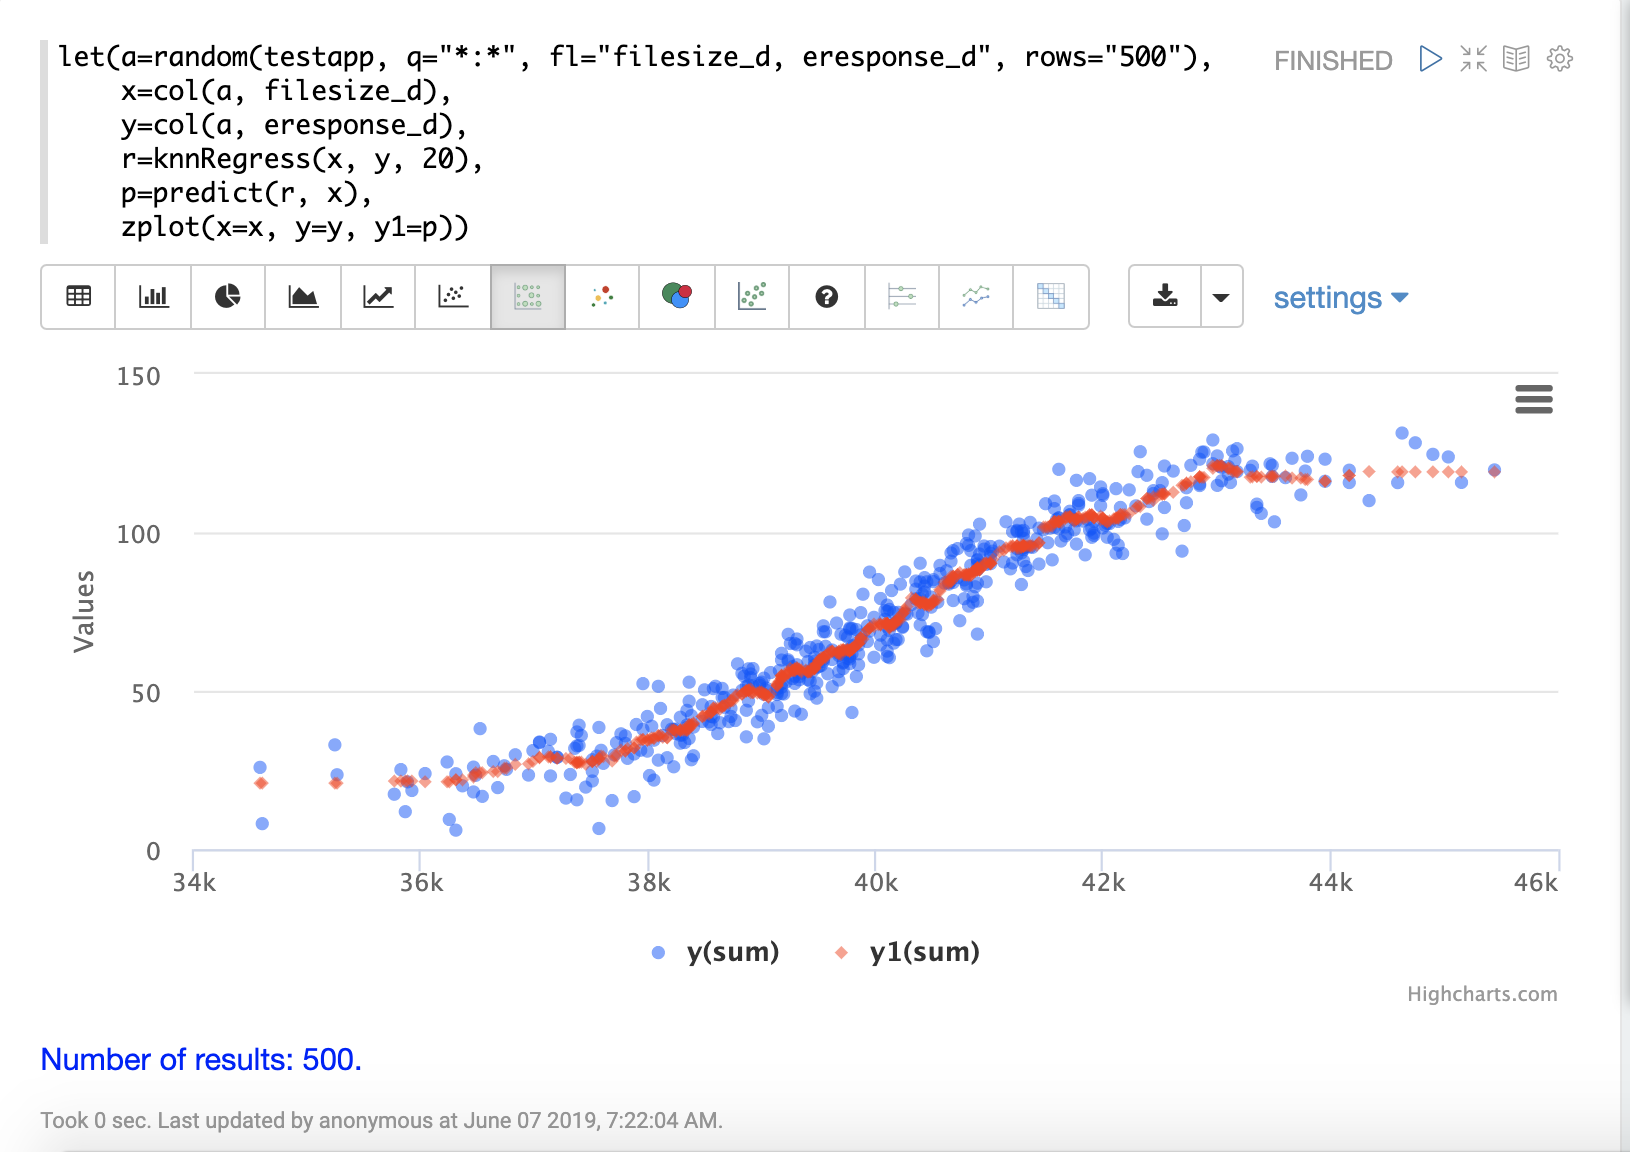 let(a=random(testapp, q="*:*", fl="filesize_d, eresponse_d", rows="500"),
x=col(a, filesize_d),
y=col(a, eresponse_d),
r=knnRegress(x, y, 20),
p=predict(r, x),
zplot(x=x, y=y, y1=p))
FINISHED
settings
150
100
50
0
Values
34k 36k 38k 40k 42k 44k 46k
y(sum) y1(sum)
Highcharts.com
Number of results: 500.
Took 0 sec. Last updated by anonymous at June 07 2019, 7:22:04 AM.